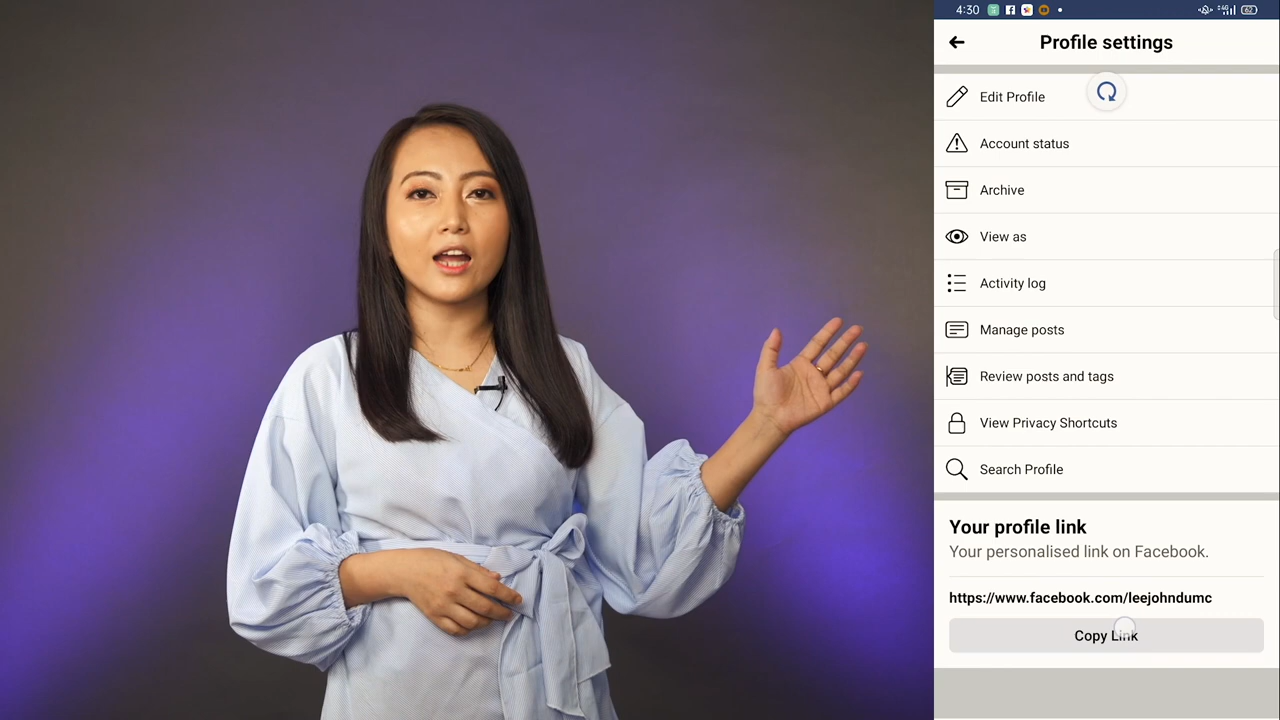 4:30
Profile settings
Edit Profile
Account status
Archive
View as
Activity log
Manage posts
Review posts and tags
View Privacy Shortcuts
Search Profile
Your profile link
Your personalised link on Facebook.
https://www.facebook.com/leejohndumc
Copy Link